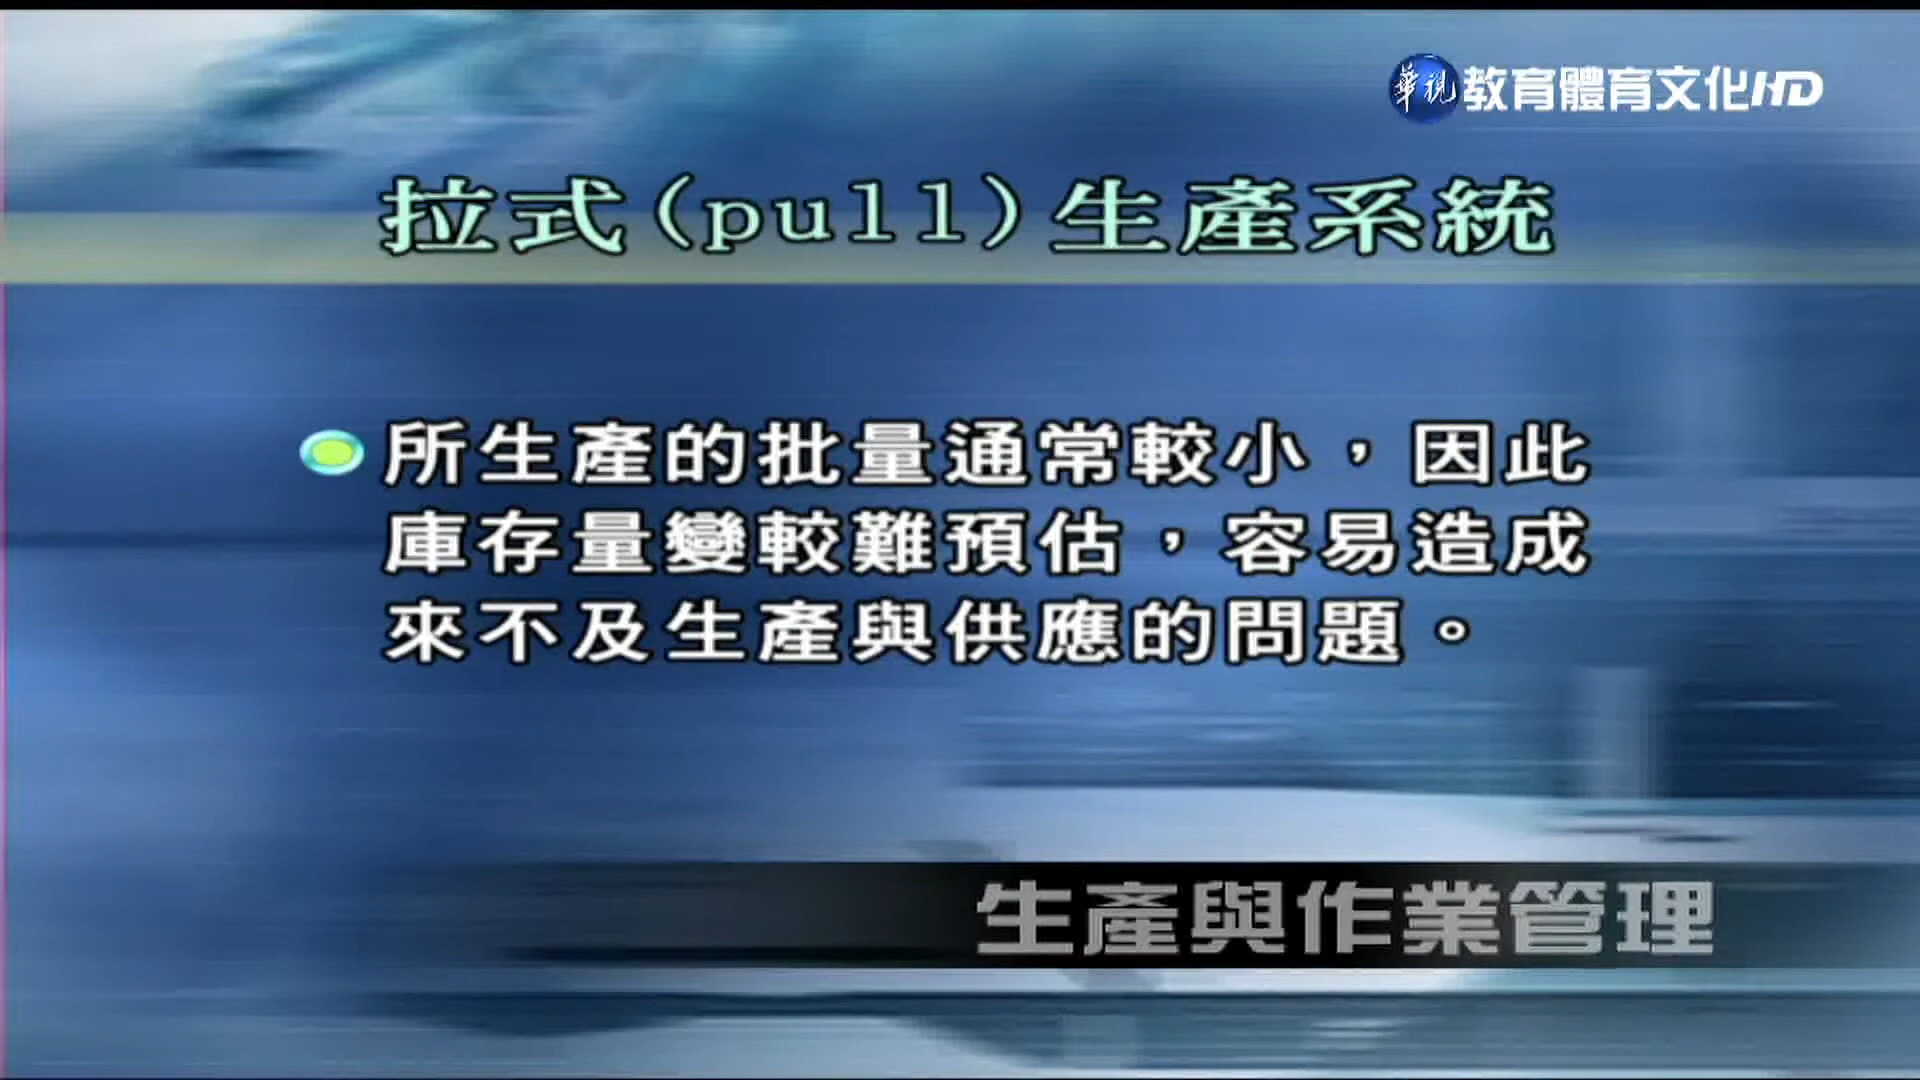 華視 教育體育文化HD
拉式(pull)生產系統
所生產的批量通常較小，因此
庫存量變較難預估，容易造成
來不及生產與供應的問題。
生產與作業管理